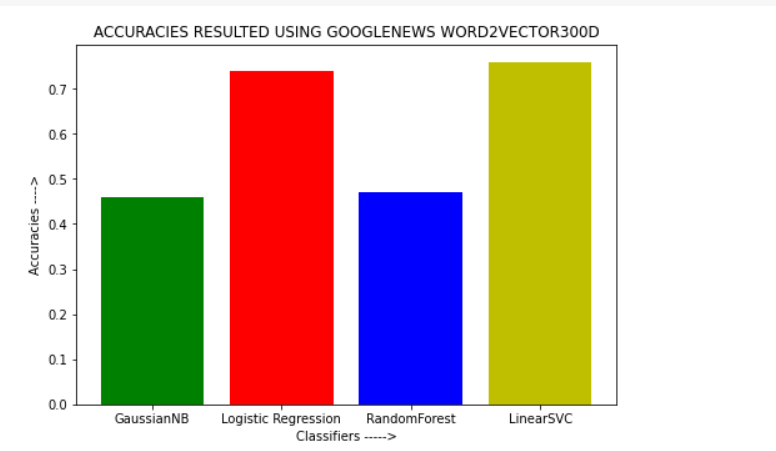 ACCURACIES RESULTED USING GOOGLENEWS WORD2VECTOR300D
Accuracies ---->
0.7
0.6
0.5
0.4
0.3
0.2
0.1
0.0
GaussianNB Logistic Regression RandomForest LinearSVC
Classifiers ----->